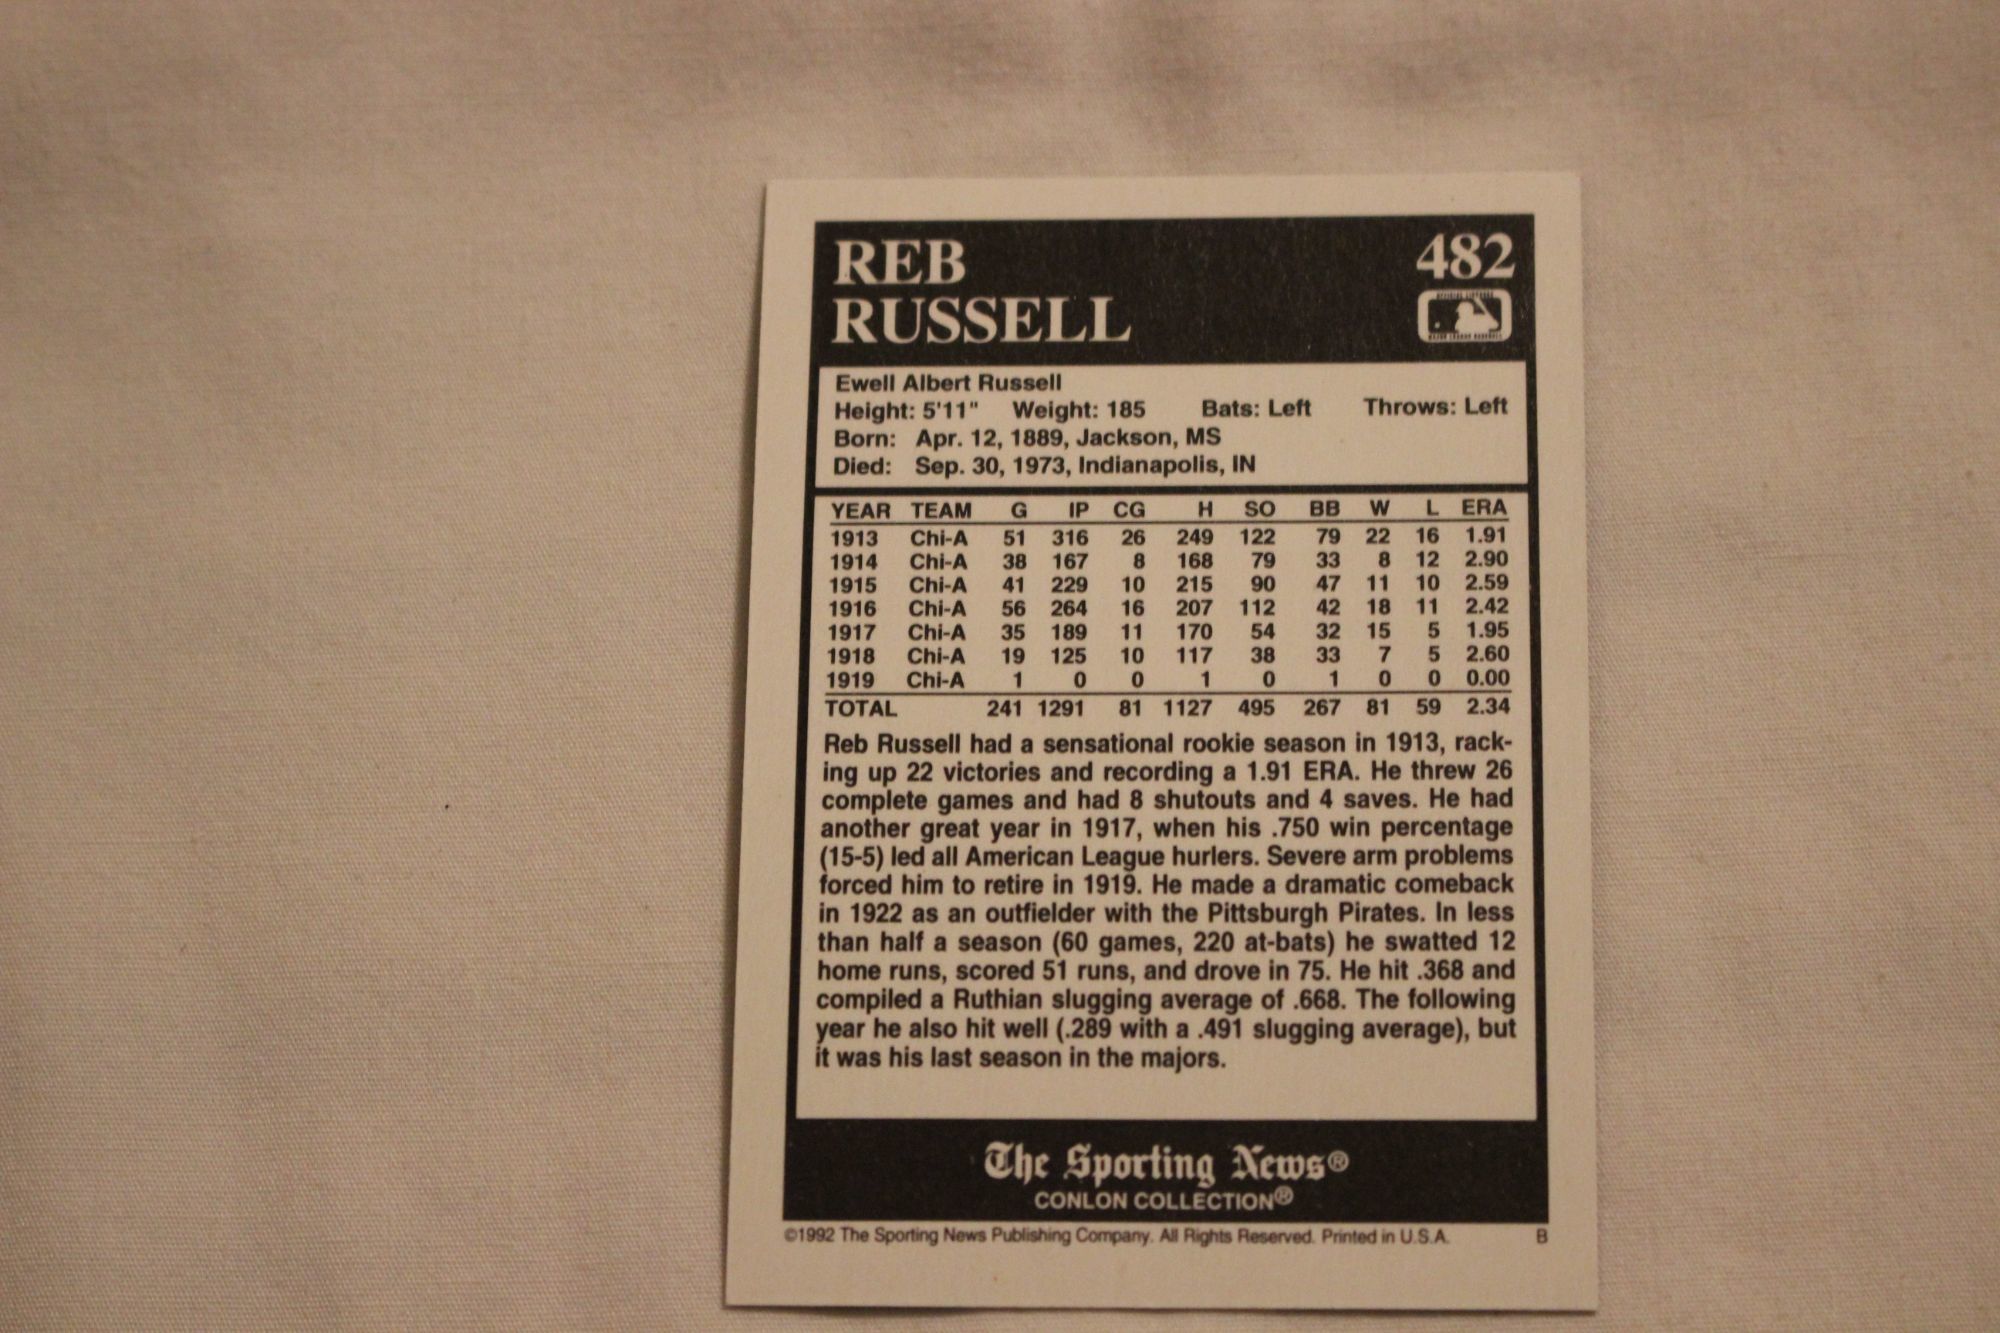 REB
RUSSELL
482
Ewell Albert Russell
Height: 5'11" Weight: 185 Bats: Left Throws: Left
Born: Apr. 12, 1889, Jackson, MS
Died: Sep. 30, 1973, Indianapolis, IN
YEAR TEAM G IP CG H SO BB W L ERA
1913 Chi-A 51 316 26 249 122 79 22 16 1.91
1914 Chi-A 38 167 8 168 79 33 8 12 2.90
1915 Chi-A 41 229 10 215 90 47 11 10 2.59
1916 Chi-A 56 264 16 207 112 42 18 11 2.42
1917 Chi-A 35 189 11 170 54 32 15 5 1.95
1918 Chi-A 19 125 10 117 38 33 7 5 2.60
1919 Chi-A 1 0 0 1 0 1 0 0 0.00
TOTAL 241 1291 81 1127 495 267 81 59 2.34
Reb Russell had a sensational rookie season in 1913, rack-
ing up 22 victories and recording a 1.91 ERA. He threw 26
complete games and had 8 shutouts and 4 saves. He had
another great year in 1917, when his .750 win percentage
(15-5) led all American League hurlers. Severe arm problems
forced him to retire in 1919. He made a dramatic comeback
in 1922 as an outfielder with the Pittsburgh Pirates. In less
than half a season (60 games, 220 at-bats) he swatted 12
home runs, scored 51 runs, and drove in 75. He hit .368 and
compiled a Ruthian slugging average of .668. The following
year he also hit well (.289 with a .491 slugging average), but
it was his last season in the majors.
The Sporting News®
CONLON COLLECTION®
©1992 The Sporting News Publishing Company. All Rights Reserved. Printed in U.S.A. B